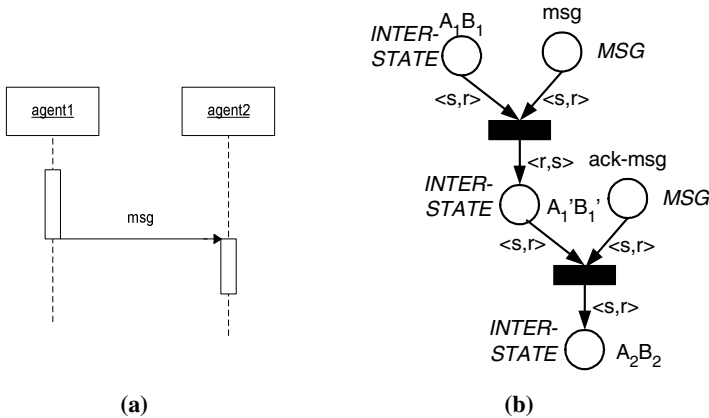 agent1
agent2
msg
(a)
A₁B₁
msg
INTER-
STATE
MSG
<s,r>
<s,r>
<r,s>
ack-msg
INTER-
STATE
A₁'B₁'
MSG
<s,r>
<s,r>
<s,r>
INTER-
STATE
A₂B₂
(b)